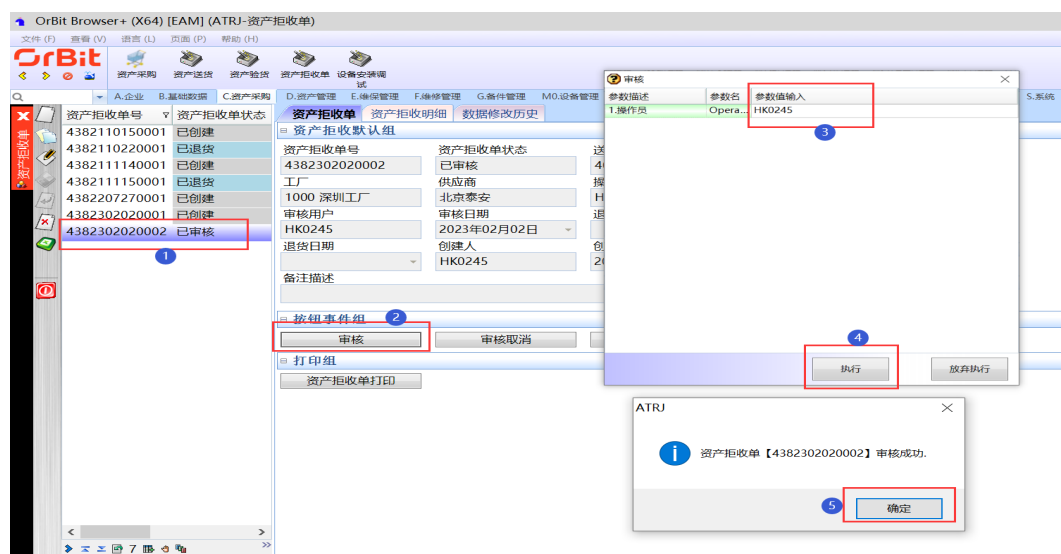 OrBit Browser+ (X64) [EAM] (ATRJ-资产拒收单)
文件 (F) 查看 (V) 语言 (L) 页面 (P) 帮助 (H)
OrBit
资产采购 资产送货 资产验货 资产拒收单 设备安装调试
A.企业 B.基础数据 C.资产采购 D.资产管理 E.维保管理 F.维修管理 G.备件管理 M0.设备管 S.系统
资产拒收单
资产拒收单号 资产拒收单状态
4382110150001 已创建
4382110220001 已退货
4382111140001 已创建
4382111150001 已退货
4382207270001 已创建
4382302020001 已创建
4382302020002 已审核
1
7
资产拒收单 资产拒收明细 数据修改历史
资产拒收默认组
资产拒收单号 资产拒收单状态 送
4382302020002 已审核 4
工厂 供应商 操
1000 深圳工厂 北京泰安 H
审核用户 审核日期 退
HK0245 2023年02月02日
退货日期 创建人 创
HK0245 20
备注描述
按钮事件组 2
审核 审核取消
打印组
资产拒收单打印
审核
参数描述 参数名 参数值输入
1.操作员 Opera... HK0245
3
4
执行 放弃执行
ATRJ
资产拒收单【4382302020002】审核成功.
5 确定